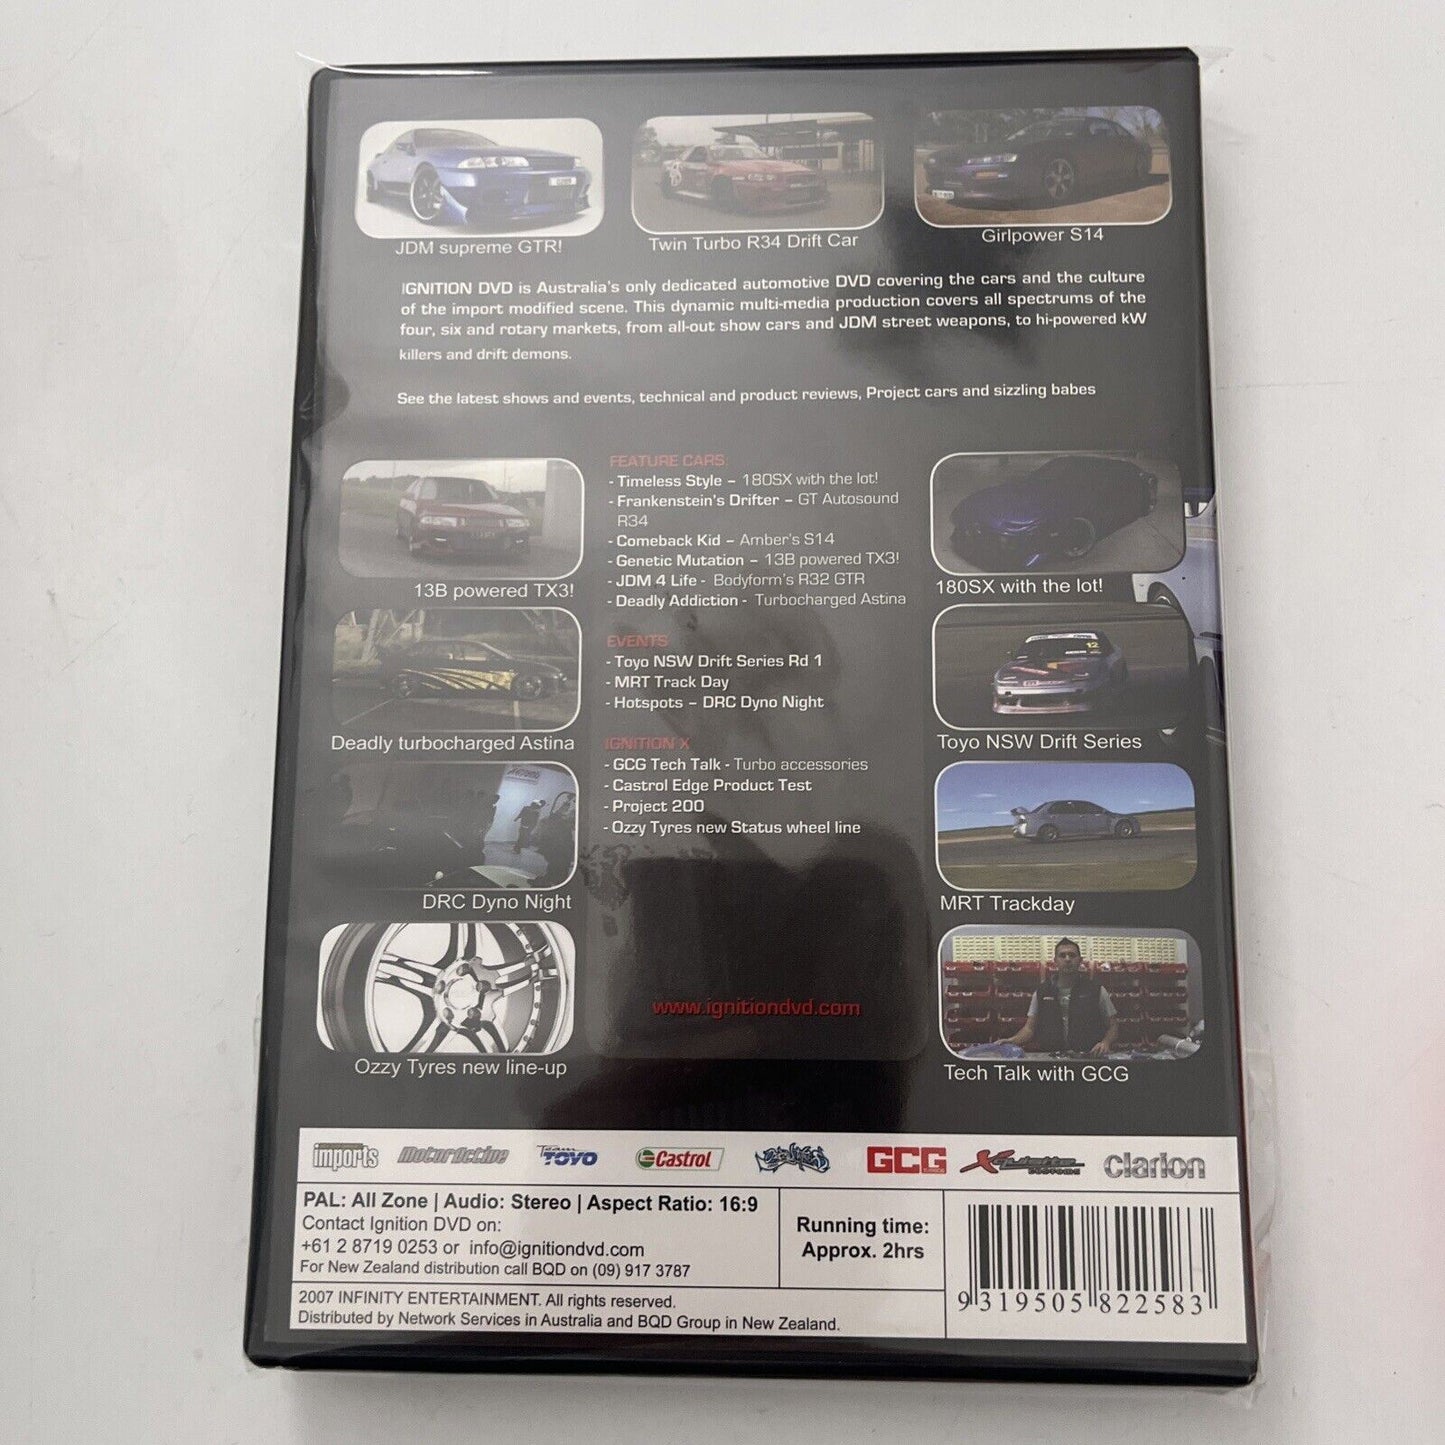 JDM supreme GTR!
Twin Turbo R34 Drift Car
Girlpower S14
IGNITION DVD is Australia's only dedicated automotive DVD covering the cars and the culture
of the import modified scene. This dynamic multi-media production covers all spectrums of the
four, six and rotary markets, from all-out show cars and JDM street weapons, to hi-powered kW
killers and drift demons.
See the latest shows and events, technical and product reviews, Project cars and sizzling babes
FEATURE CARS:
- Timeless Style – 180SX with the lot!
- Frankenstein's Drifter – GT Autosound
R34
- Comeback Kid – Amber's S14
- Genetic Mutation – 13B powered TX3!
- JDM 4 Life - Bodyform's R32 GTR
- Deadly Addiction - Turbocharged Astina
EVENTS
- Toyo NSW Drift Series Rd 1
- MRT Track Day
- Hotspots – DRC Dyno Night
IGNITION X
- GCG Tech Talk - Turbo accessories
- Castrol Edge Product Test
- Project 200
- Ozzy Tyres new Status wheel line
13B powered TX3!
Deadly turbocharged Astina
DRC Dyno Night
Ozzy Tyres new line-up
180SX with the lot!
12
Toyo NSW Drift Series
MRT Trackday
Tech Talk with GCG
www.ignitiondvd.com
imports MotorActive Team TOYO Castrol GCG Clarion
PAL: All Zone | Audio: Stereo | Aspect Ratio: 16:9
Contact Ignition DVD on:
+61 2 8719 0253 or info@ignitiondvd.com
For New Zealand distribution call BQD on (09) 917 3787
Running time:
Approx. 2hrs
2007 INFINITY ENTERTAINMENT. All rights reserved.
Distributed by Network Services in Australia and BQD Group in New Zealand.
9 319505 822583